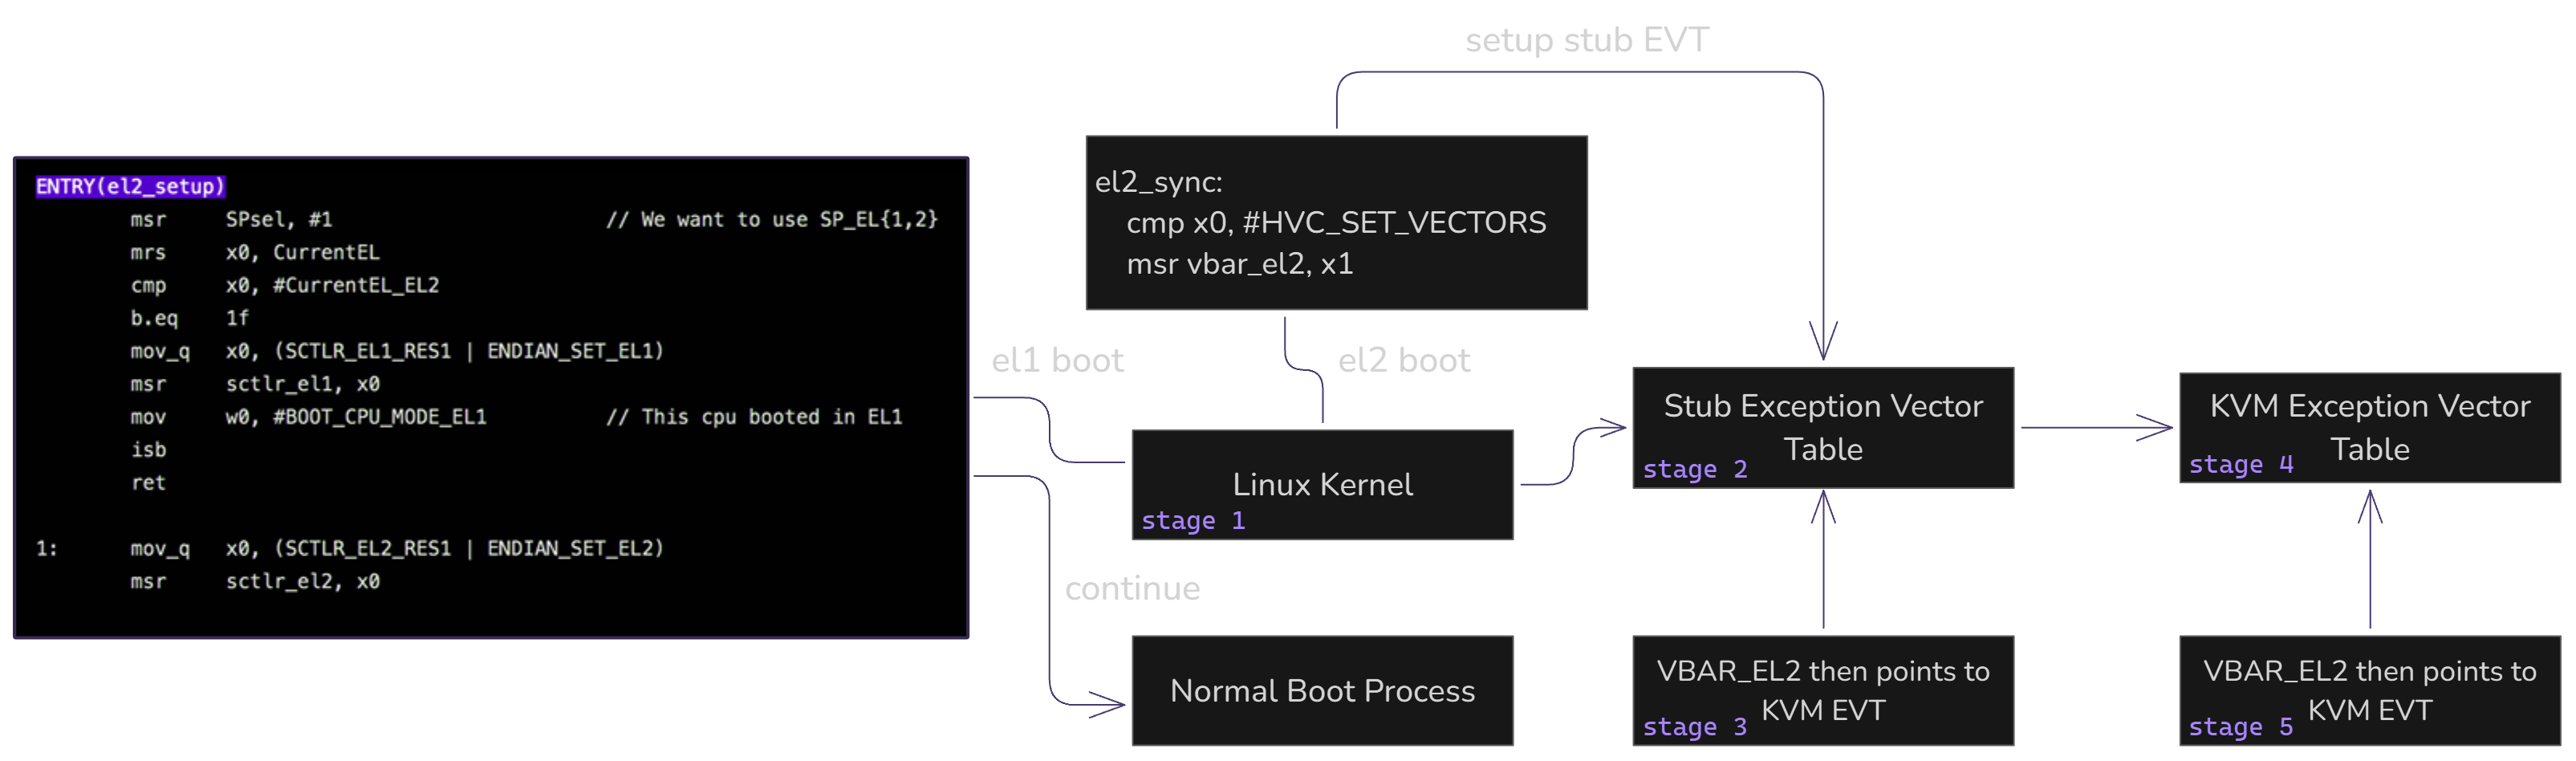 setup stub EVT
ENTRY(el2_setup)
msr SPsel, #1 // We want to use SP_EL{1,2}
mrs x0, CurrentEL
cmp x0, #CurrentEL_EL2
b.eq 1f
mov_q x0, (SCTLR_EL1_RES1 | ENDIAN_SET_EL1)
msr sctlr_el1, x0
mov w0, #BOOT_CPU_MODE_EL1 // This cpu booted in EL1
isb
ret
1: mov_q x0, (SCTLR_EL2_RES1 | ENDIAN_SET_EL2)
msr sctlr_el2, x0
el2_sync:
cmp x0, #HVC_SET_VECTORS
msr vbar_el2, x1
el1 boot
el2 boot
Linux Kernel
stage 1
continue
Normal Boot Process
Stub Exception Vector
Table
stage 2
VBAR_EL2 then points to
KVM EVT
stage 3
KVM Exception Vector
Table
stage 4
VBAR_EL2 then points to
KVM EVT
stage 5